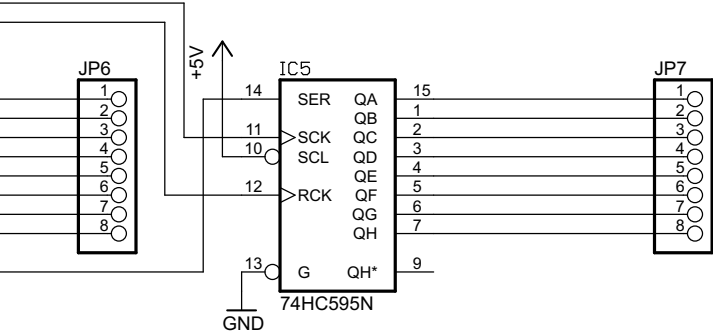 JP6
1
2
3
4
5
6
7
8
+5V
IC5
14 SER QA 15
QB 1
11 SCK QC 2
10 SCL QD 3
QE 4
12 RCK QF 5
QG 6
QH 7
13 G QH* 9
74HC595N
GND
JP7
1
2
3
4
5
6
7
8